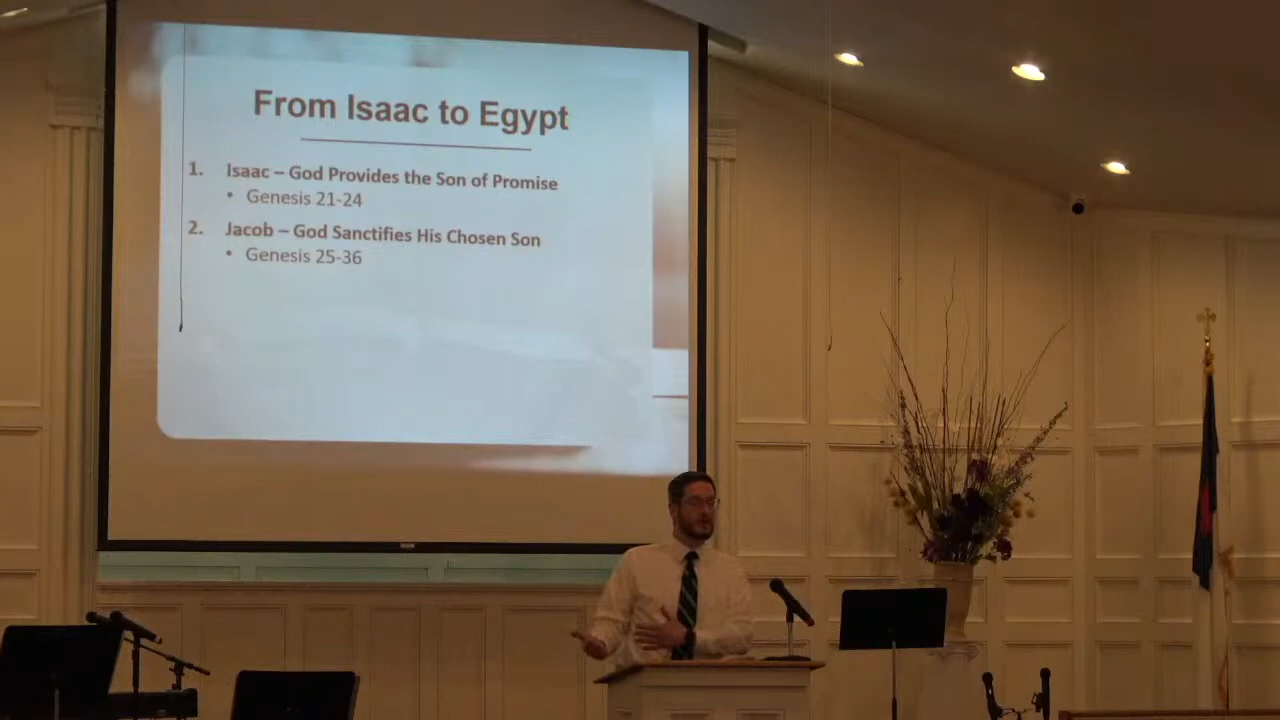 From Isaac to Egypt
1. Isaac – God Provides the Son of Promise
• Genesis 21-24
2. Jacob – God Sanctifies His Chosen Son
• Genesis 25-36